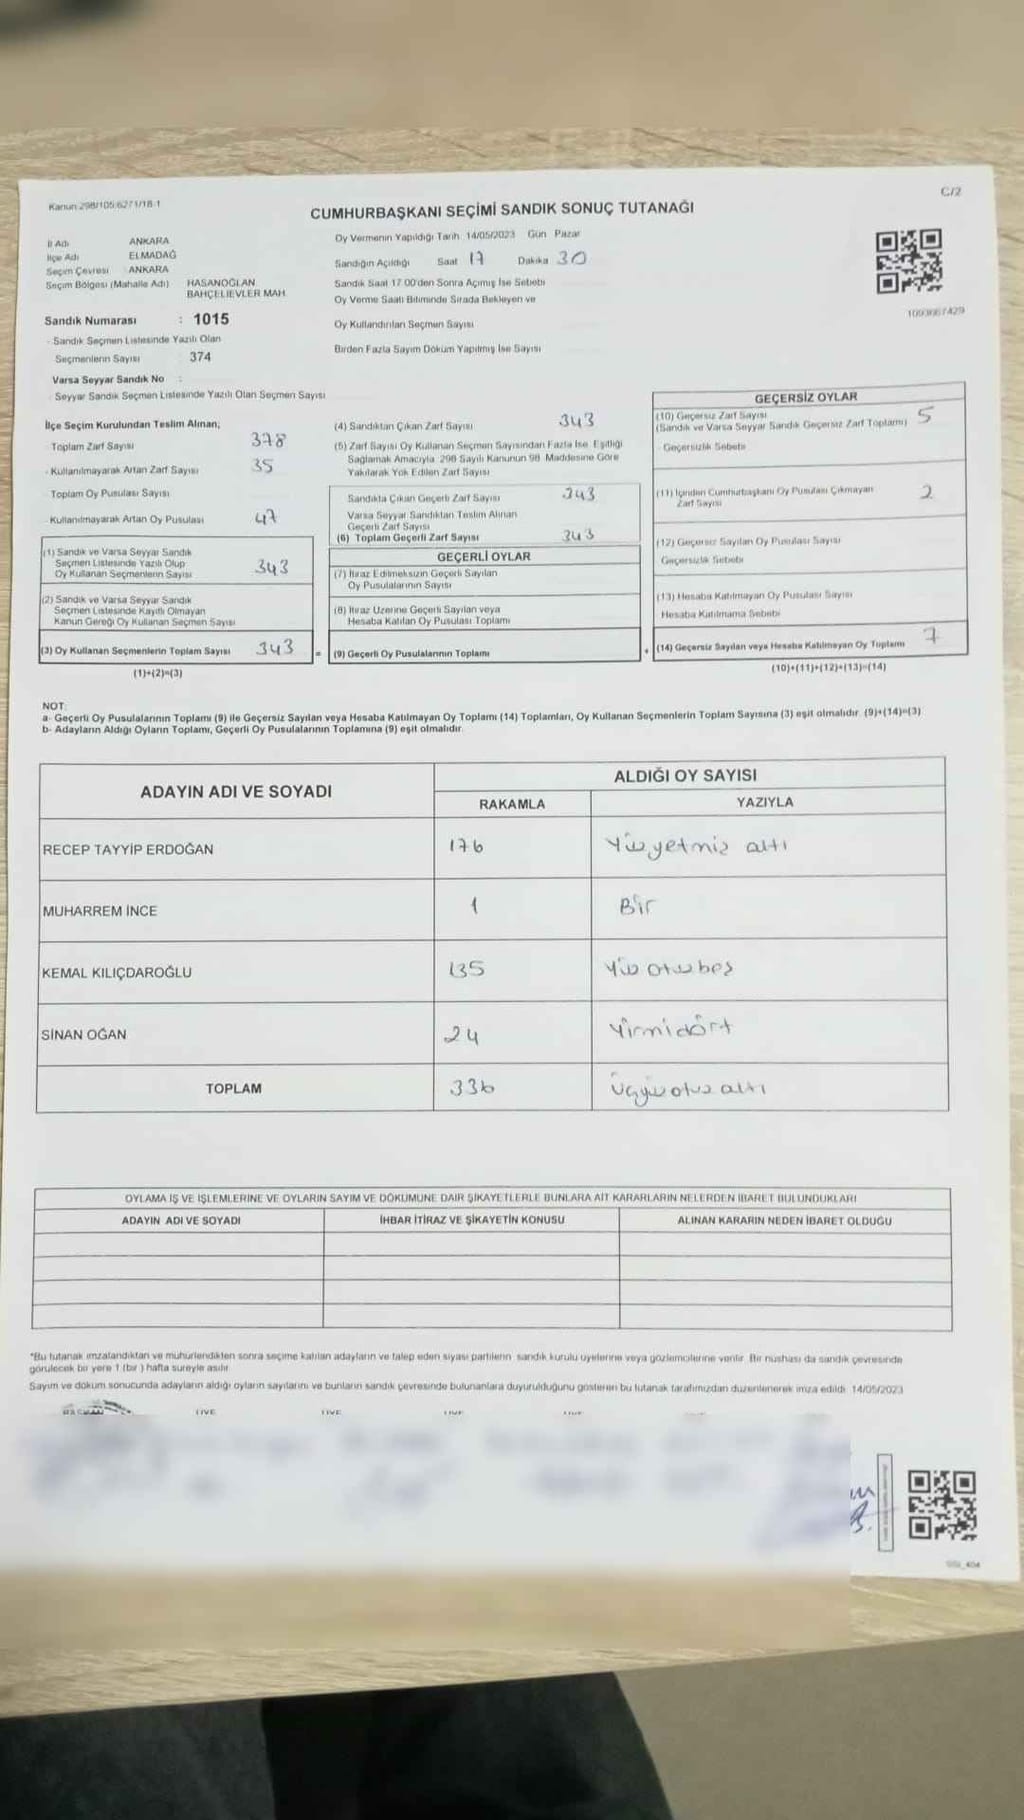 Kanun 298/105;6271/18-1
C/2
CUMHURBAŞKANI SEÇİMİ SANDIK SONUÇ TUTANAĞI
İl Adı ANKARA
İlçe Adı ELMADAĞ
Seçim Çevresi ANKARA
Seçim Bölgesi (Mahalle Adı) HASANOĞLAN BAHÇELİEVLER MAH.
Sandık Numarası : 1015
- Sandık Seçmen Listesinde Yazılı Olan
Seçmenlerin Sayısı 374
Varsa Seyyar Sandık No :
- Seyyar Sandık Seçmen Listesinde Yazılı Olan Seçmen Sayısı
Oy Vermenin Yapıldığı Tarih 14/05/2023 Gün Pazar
Sandığın Açıldığı Saat 17 Dakika 30
Sandık Saat 17.00'den Sonra Açımış İse Sebebi
Oy Verme Saati Bitiminde Sırada Bekleyen ve
Oy Kullandırılan Seçmen Sayısı
Birden Fazla Sayım Döküm Yapılmış İse Sayısı
1093667429
İlçe Seçim Kurulundan Teslim Alınan;
- Toplam Zarf Sayısı 378
- Kullanılmayarak Artan Zarf Sayısı 35
- Toplam Oy Pusulası Sayısı
- Kullanılmayarak Artan Oy Pusulası 47
(1) Sandık ve Varsa Seyyar Sandık
Seçmen Listesinde Yazılı Olup
Oy Kullanan Seçmenlerin Sayısı 343
(2) Sandık ve Varsa Seyyar Sandık
Seçmen Listesinde Kayıtlı Olmayan
Kanun Gereği Oy Kullanan Seçmen Sayısı
(3) Oy Kullanan Seçmenlerin Toplam Sayısı 343
(1)+(2)=(3)
(4) Sandıktan Çıkan Zarf Sayısı 343
(5) Zarf Sayısı Oy Kullanan Seçmen Sayısından Fazla İse Eşitliği
Sağlamak Amacıyla 298 Sayılı Kanunun 98. Maddesine Göre
Yakılarak Yok Edilen Zarf Sayısı
Sandıkta Çıkan Geçerli Zarf Sayısı 343
Varsa Seyyar Sandıktan Teslim Alınan
Geçerli Zarf Sayısı
(6) Toplam Geçerli Zarf Sayısı 343
GEÇERLİ OYLAR
(7) İtiraz Edilmeksizin Geçerli Sayılan
Oy Pusulalarının Sayısı
(8) İtiraz Üzerine Geçerli Sayılan veya
Hesaba Katılan Oy Pusulası Toplamı
= (9) Geçerli Oy Pusulalarının Toplamı
GEÇERSİZ OYLAR
(10) Geçersiz Zarf Sayısı 5
(Sandık ve Varsa Seyyar Sandık Geçersiz Zarf Toplamı)
Geçersizlik Sebebi
(11) İçinden Cumhurbaşkanı Oy Pusulası Çıkmayan 2
Zarf Sayısı
(12) Geçersiz Sayılan Oy Pusulası Sayısı
Geçersizlik Sebebi
(13) Hesaba Katılmayan Oy Pusulası Sayısı
Hesaba Katılmama Sebebi
+ (14) Geçersiz Sayılan veya Hesaba Katılmayan Oy Toplamı 7
(10)+(11)+(12)+(13)=(14)
NOT:
a- Geçerli Oy Pusulalarının Toplamı (9) ile Geçersiz Sayılan veya Hesaba Katılmayan Oy Toplamı (14) Toplamları, Oy Kullanan Seçmenlerin Toplam Sayısına (3) eşit olmalıdır. (9)+(14)=(3)
b- Adayların Aldığı Oyların Toplamı, Geçerli Oy Pusulalarının Toplamına (9) eşit olmalıdır.
ADAYIN ADI VE SOYADI
ALDIĞI OY SAYISI
RAKAMLA YAZIYLA
RECEP TAYYİP ERDOĞAN 176 Yüzyetmiş altı
MUHARREM İNCE 1 Bir
KEMAL KILIÇDAROĞLU 135 Yüz otuzbeş
SİNAN OĞAN 24 Yirmidört
TOPLAM 336 Üçyüzotuzaltı
OYLAMA İŞ VE İŞLEMLERİNE VE OYLARIN SAYIM VE DÖKÜMÜNE DAİR ŞİKAYETLERLE BUNLARA AİT KARARLARIN NELERDEN İBARET BULUNDUKLARI
ADAYIN ADI VE SOYADI İHBAR İTİRAZ VE ŞİKAYETİN KONUSU ALINAN KARARIN NEDEN İBARET OLDUĞU
"Bu tutanak imzalandıktan ve mühürlendikten sonra seçime katılan adayların ve talep eden siyasi partilerin sandık kurulu üyelerine veya gözlemcilerine verilir. Bir nüshası da sandık çevresinde
görülecek bir yere 1 (bir ) hafta süreyle asılır.
Sayım ve döküm sonucunda adayların aldığı oyların sayılarını ve bunların sandık çevresinde bulunanlara duyurulduğunu gösteren bu tutanak tarafımızdan düzenlenerek imza edildi. 14/05/2023